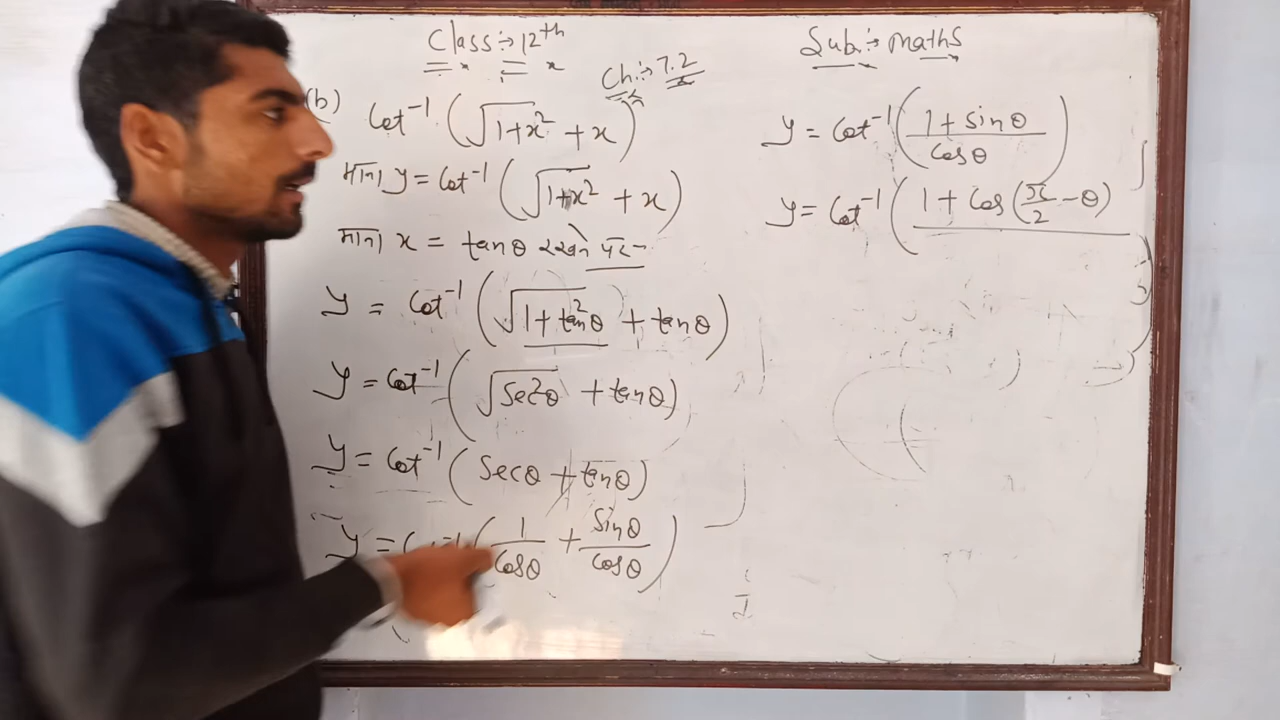 Class:- 12th
Sub:- maths
Ch:- 7.2
(b) Cot⁻¹ (√1+x² + x)
माना y = Cot⁻¹ (√1+x² + x)
माना x = tanθ रखने पर
y = Cot⁻¹ (√1+tan²θ + tanθ)
y = Cot⁻¹ (√Sec²θ + tanθ)
y = Cot⁻¹ (Secθ + tanθ)
y = Cot⁻¹ (1/Cosθ + Sinθ/Cosθ)
y = Cot⁻¹ (1 + sinθ/Cosθ)
y = Cot⁻¹ (1 + Cos(π/2 - θ)